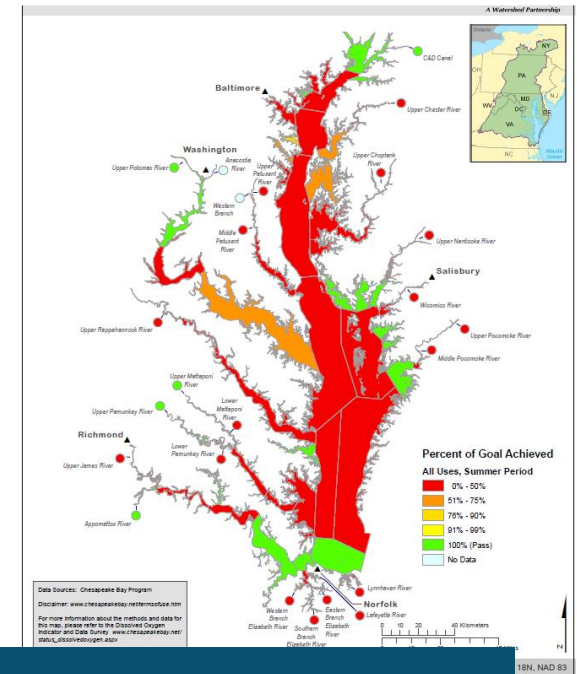 A Watershed Partnership
Ontario
NY
OH
PA
NJ
MD
WV
DC
DE
VA
Atlantic
Ocean
NC
C&D Canal
Baltimore
Upper Chester River
Washington
Anacostia
River
Upper Potomac River
Upper
Patuxent
River
Upper Choptank
River
Western
Branch
Middle
Patuxent
River
Upper Nanticoke River
Salisbury
Wicomico River
Upper Rappahannock River
Upper Pocomoke River
Middle Pocomoke River
Upper Mattaponi
River
Lower
Mattaponi
River
Upper Pamunkey River
Richmond
Lower
Pamunkey River
Upper James River
Appomattox River
Percent of Goal Achieved
All Uses, Summer Period
0% - 50%
51% - 75%
76% - 90%
91% - 99%
100% (Pass)
No Data
Lynnhaven River
Norfolk
Lafayette River
Western
Branch
Elizabeth River
Southern
Branch
Elizabeth River
Eastern
Branch
Elizabeth
River
Data Sources: Chesapeake Bay Program
Disclaimer: www.chesapeakebay.net/termsofuse.htm
For more information about the methods and data for
this map, please refer to the Dissolved Oxygen
Indicator and Data Survey www.chesapeakebay.net/
status_dissolvedoxygen.aspx
0 10 20 40 Kilometers
0 10 20 40 Miles
18N, NAD 83